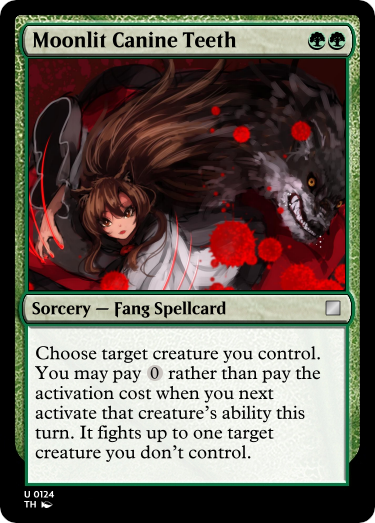 Moonlit Canine Teeth
Sorcery — Fang Spellcard
Choose target creature you control.
You may pay 0 rather than pay the
activation cost when you next
activate that creature's ability this
turn. It fights up to one target
creature you don't control.
U 0124
TH